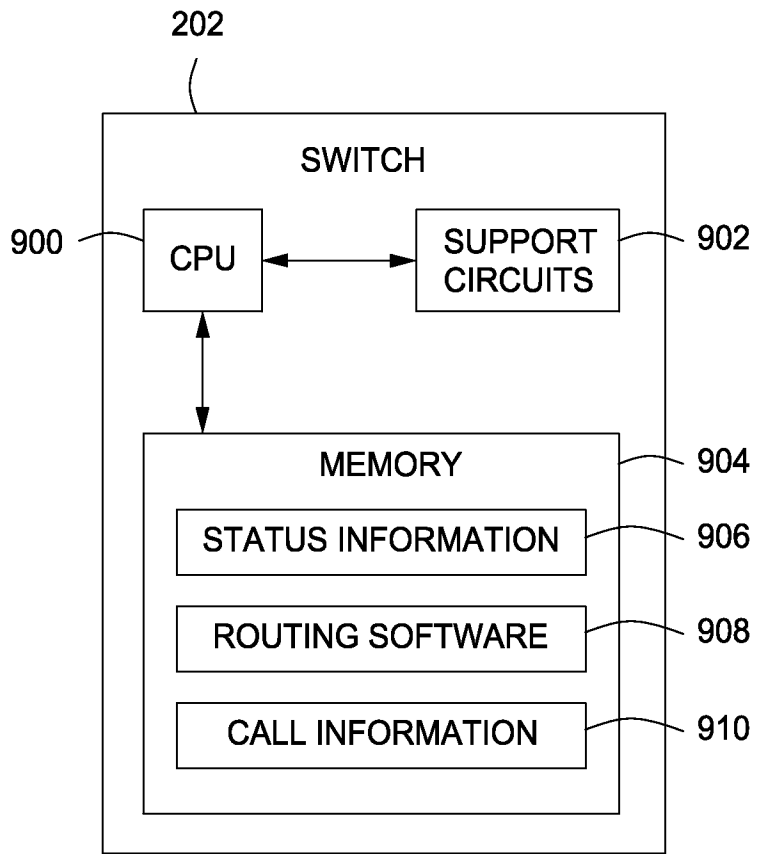 202
SWITCH
900
CPU
SUPPORT
CIRCUITS
902
MEMORY
904
STATUS INFORMATION
906
ROUTING SOFTWARE
908
CALL INFORMATION
910